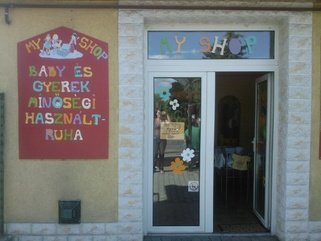 MY SHOP
BABY ÉS
GYEREK
MINŐSÉGI
HASZNÁLT-
RUHA
MY SHOP